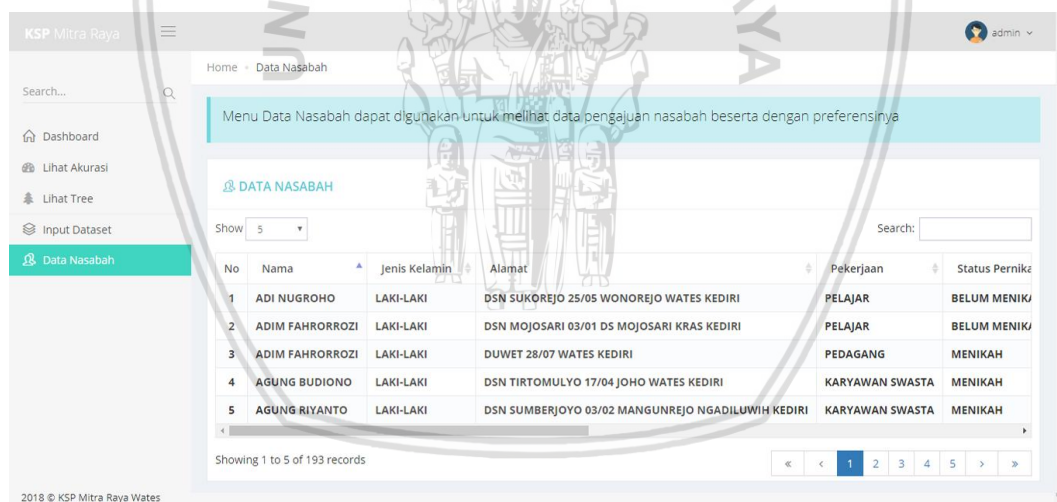 KSP Mitra Raya
admin
Search...
Dashboard
Lihat Akurasi
Lihat Tree
Input Dataset
Data Nasabah
Home Data Nasabah
Menu Data Nasabah dapat digunakan untuk melihat data pengajuan nasabah beserta dengan preferensinya
DATA NASABAH
Show 5
Search:
No Nama Jenis Kelamin Alamat Pekerjaan Status Pernika
1 ADI NUGROHO LAKI-LAKI DSN SUKOREJO 25/05 WONOREJO WATES KEDIRI PELAJAR BELUM MENIKA
2 ADIM FAHRORROZI LAKI-LAKI DSN MOJOSARI 03/01 DS MOJOSARI KRAS KEDIRI PELAJAR BELUM MENIKA
3 ADIM FAHRORROZI LAKI-LAKI DUWET 28/07 WATES KEDIRI PEDAGANG MENIKAH
4 AGUNG BUDIONO LAKI-LAKI DSN TIRTOMULYO 17/04 JOHO WATES KEDIRI KARYAWAN SWASTA MENIKAH
5 AGUNG RIYANTO LAKI-LAKI DSN SUMBERJOYO 03/02 MANGUNREJO NGADILUWIH KEDIRI KARYAWAN SWASTA MENIKAH
Showing 1 to 5 of 193 records
« ‹ 1 2 3 4 5 › »
2018 © KSP Mitra Raya Wates
UN
AYA